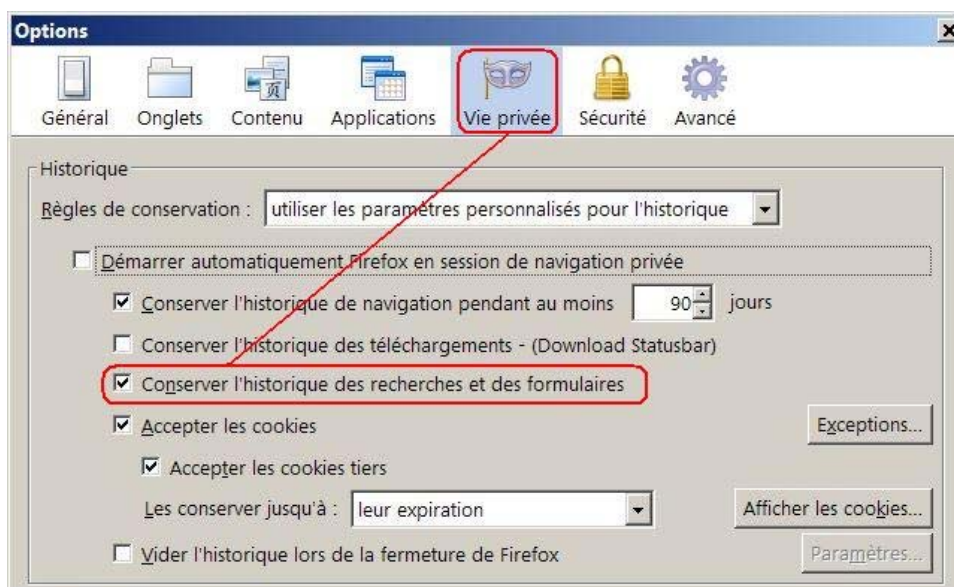 Options
Général Onglets Contenu Applications Vie privée Sécurité Avancé
Historique
Règles de conservation : utiliser les paramètres personnalisés pour l'historique
Démarrer automatiquement Firefox en session de navigation privée
Conserver l'historique de navigation pendant au moins 90 jours
Conserver l'historique des téléchargements - (Download Statusbar)
Conserver l'historique des recherches et des formulaires
Accepter les cookies Exceptions...
Accepter les cookies tiers
Les conserver jusqu'à : leur expiration Afficher les cookies...
Vider l'historique lors de la fermeture de Firefox Paramètres...